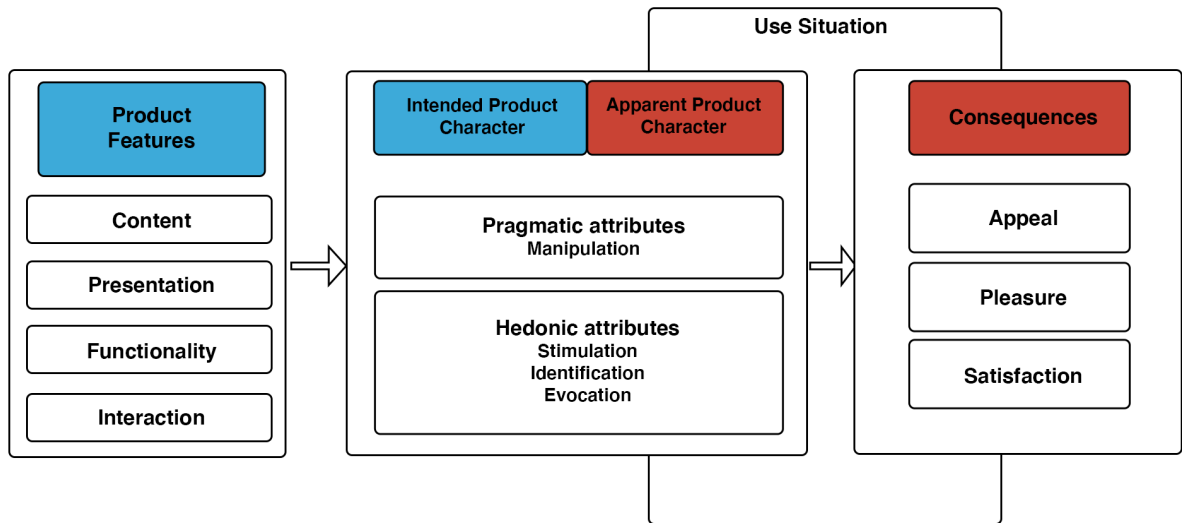 Use Situation
Product
Features
Content
Presentation
Functionality
Interaction
Intended Product
Character
Apparent Product
Character
Pragmatic attributes
Manipulation
Hedonic attributes
Stimulation
Identification
Evocation
Consequences
Appeal
Pleasure
Satisfaction